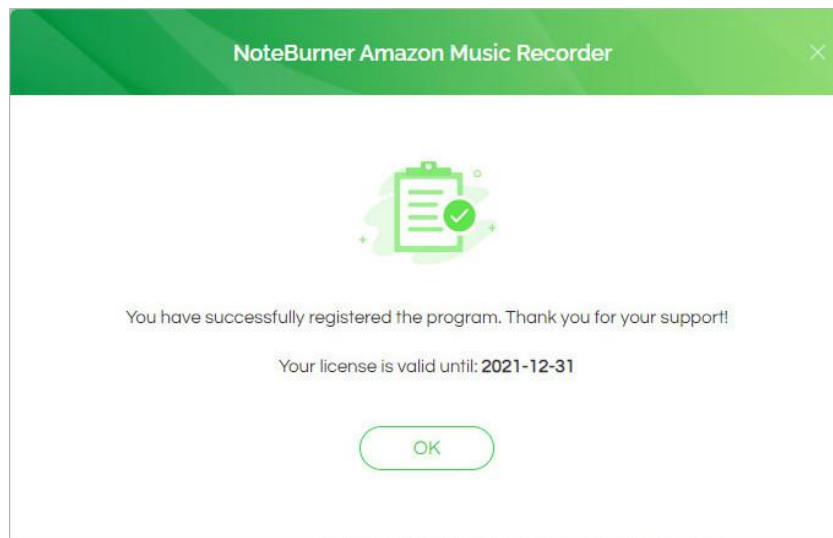 NoteBurner Amazon Music Recorder
You have successfully registered the program. Thank you for your support!
Your license is valid until: 2021-12-31
OK